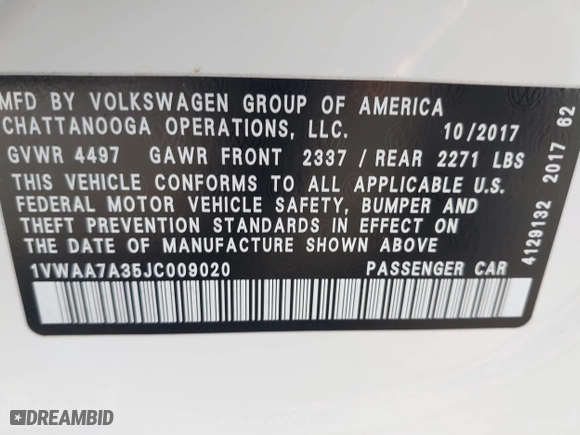 MFD BY VOLKSWAGEN GROUP OF AMERICA
CHATTANOOGA OPERATIONS, LLC. 10/2017
GVWR 4497 GAWR FRONT 2337 / REAR 2271 LBS
THIS VEHICLE CONFORMS TO ALL APPLICABLE U.S.
FEDERAL MOTOR VEHICLE SAFETY, BUMPER AND
THEFT PREVENTION STANDARDS IN EFFECT ON
THE DATE OF MANUFACTURE SHOWN ABOVE
1VWAA7A35JC009020 PASSENGER CAR
4129132 2017 62
DREAMBID